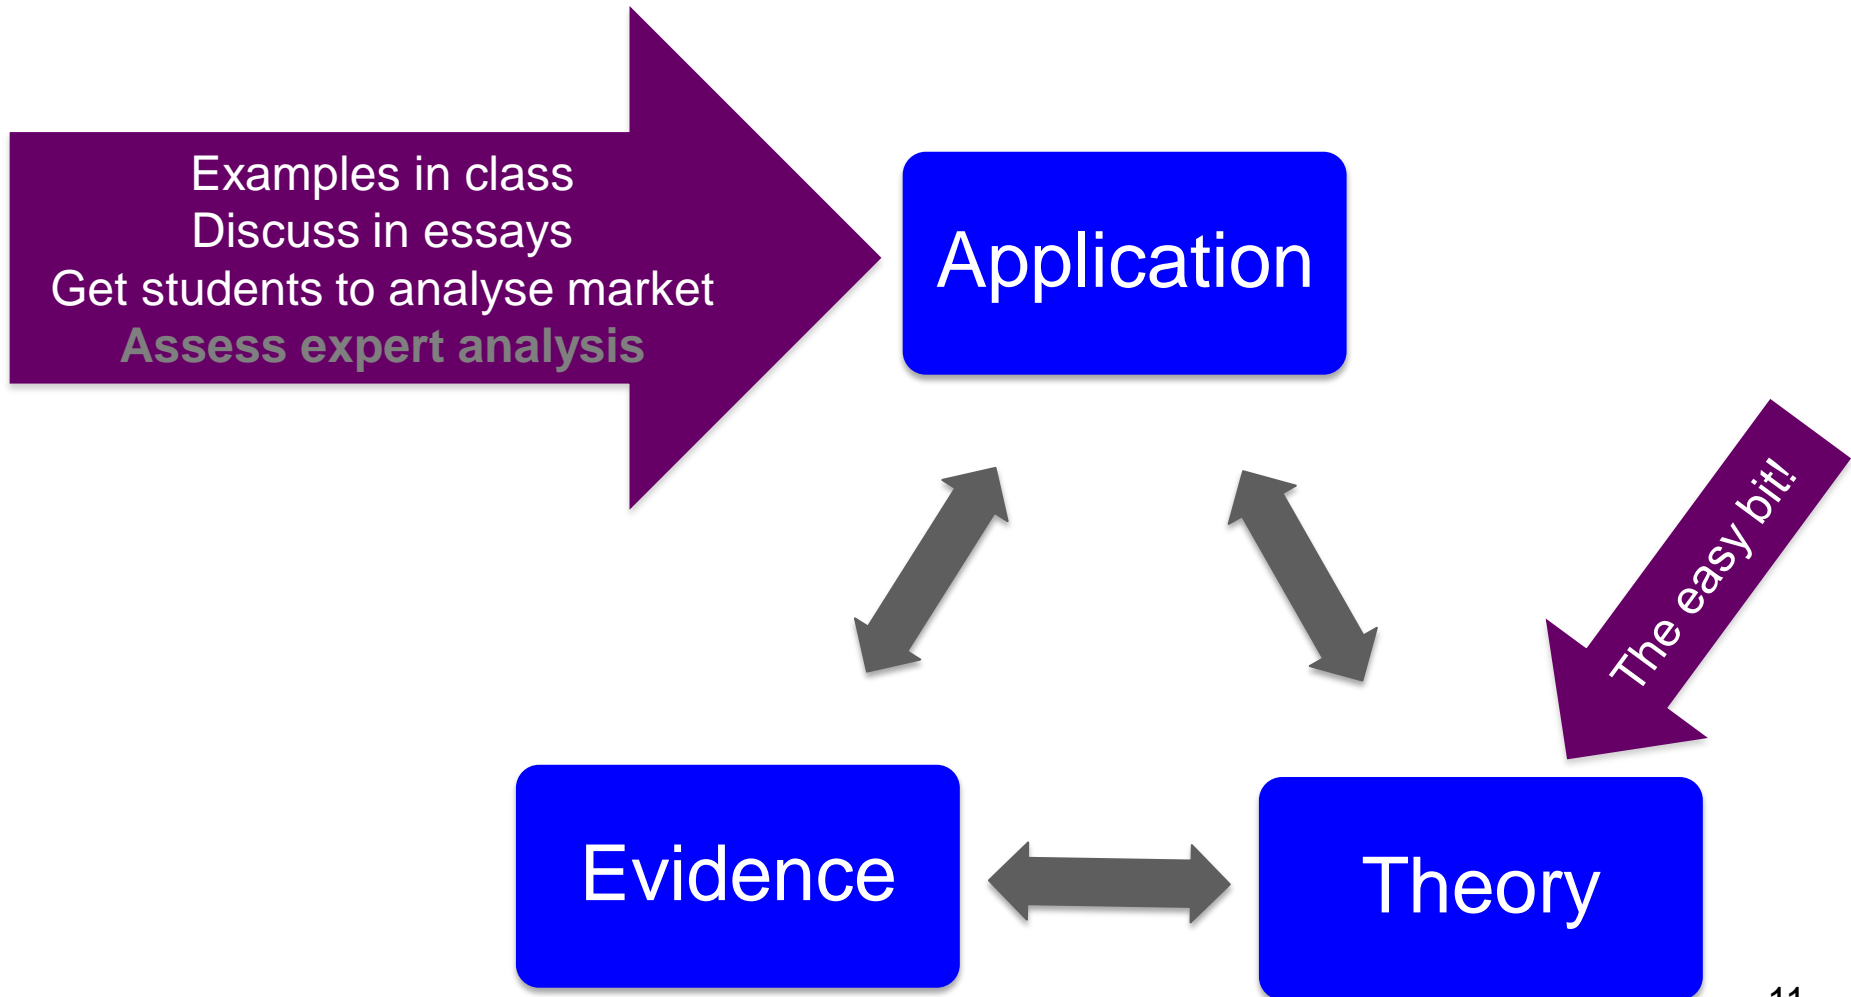 Examples in class
Discuss in essays
Get students to analyse market
Assess expert analysis
Application
The easy bit!
Evidence
Theory
11